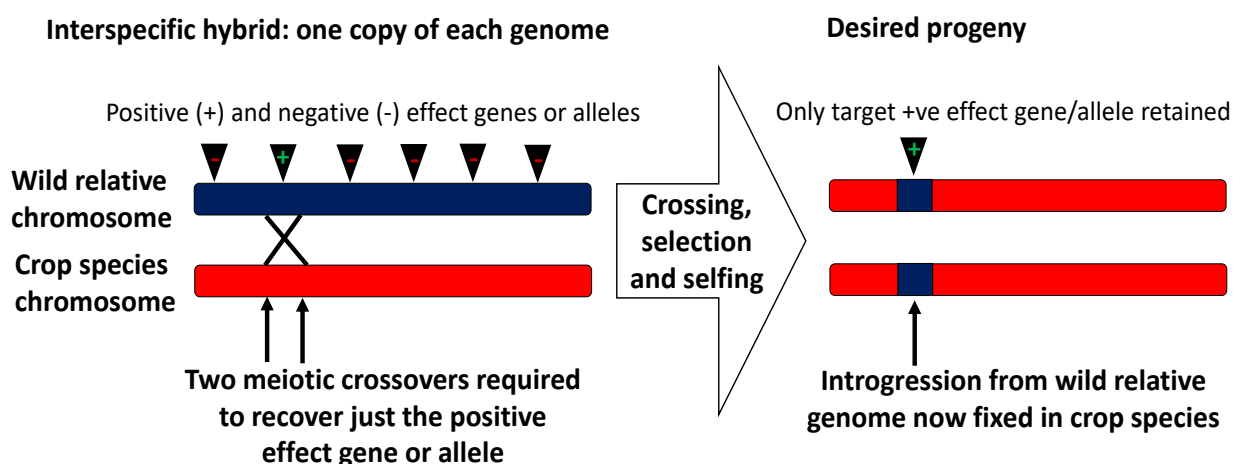 Interspecific hybrid: one copy of each genome
Desired progeny
Positive (+) and negative (-) effect genes or alleles
Only target +ve effect gene/allele retained
-
+
-
-
-
-
+
Wild relative
chromosome
Crop species
chromosome
Crossing,
selection
and selfing
Two meiotic crossovers required
to recover just the positive
effect gene or allele
Introgression from wild relative
genome now fixed in crop species